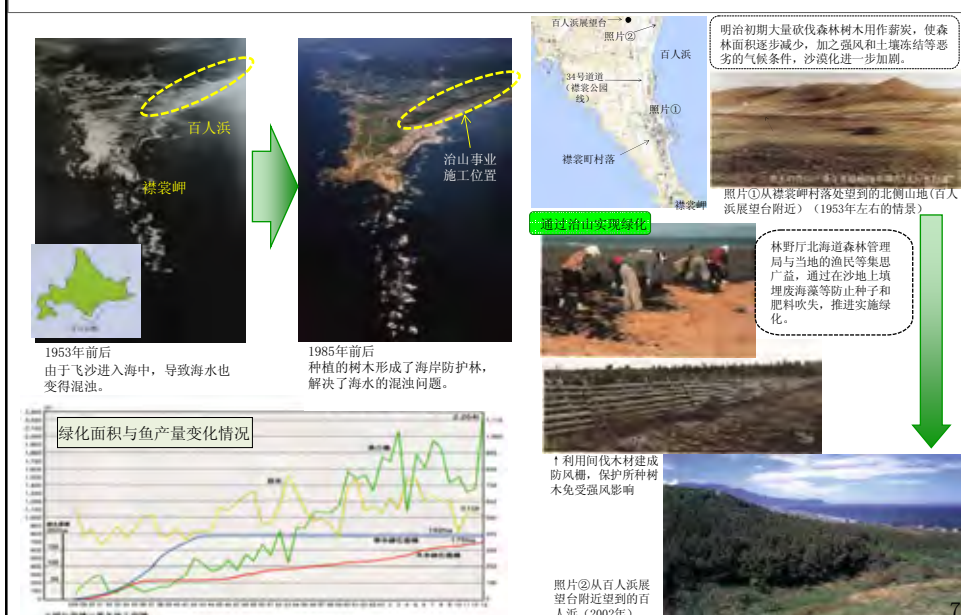 百人浜
襟裳岬
治山事业
施工位置
1953年前后
由于飞沙进入海中，导致海水也
变得混浊。
1985年前后
种植的树木形成了海岸防护林，
解决了海水的混浊问题。
绿化面积与鱼产量变化情况
百人浜展望台
照片②
百人浜
34号道道
（襟裳公园
线）
照片①
襟裳町村落
襟裳岬
明治初期大量砍伐森林树木用作薪炭，使森
林面积逐步减少，加之强风和土壤冻结等恶
劣的气候条件，沙漠化进一步加剧。
照片①从襟裳岬村落处望到的北侧山地(百人
浜展望台附近）（1953年左右的情景）
通过治山实现绿化
林野厅北海道森林管理
局与当地的渔民等集思
广益，通过在沙地上填
埋废海藻等防止种子和
肥料吹失，推进实施绿
化。
↑利用间伐木材建成
防风栅，保护所种树
木免受强风影响
照片②从百人浜展
望台附近望到的百
人浜（2002年）
7